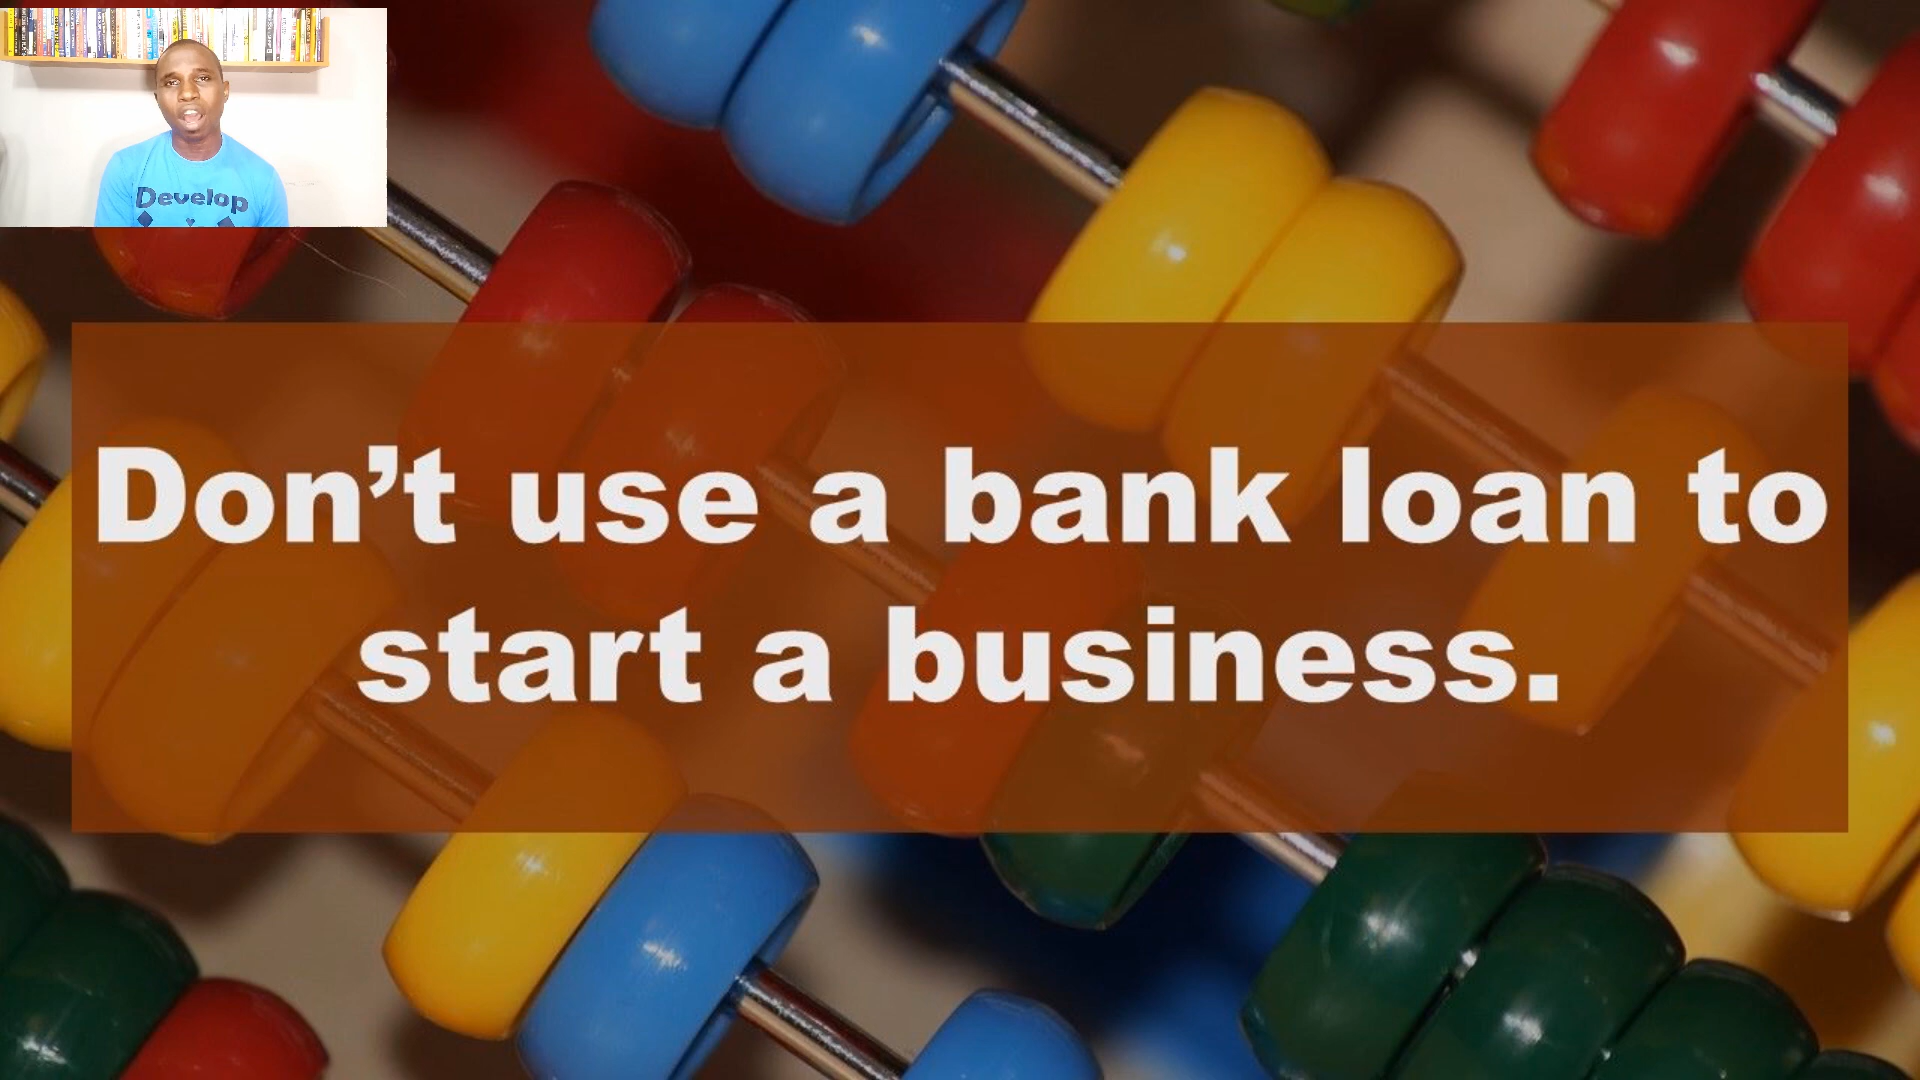 Develop
Don’t use a bank loan to
start a business.